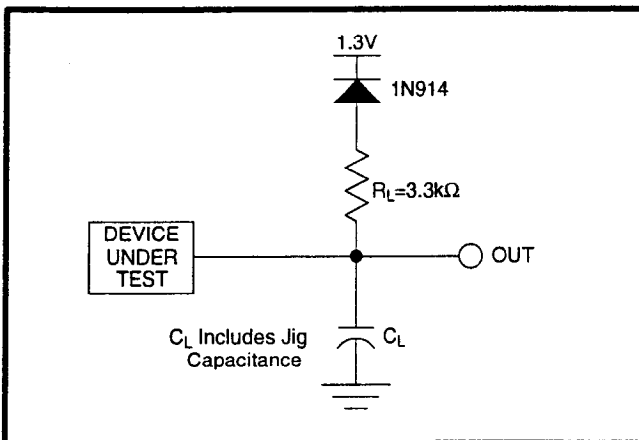 1.3V
1N914
R_L=3.3kΩ
DEVICE
UNDER
TEST
OUT
C_L Includes Jig
Capacitance
C_L